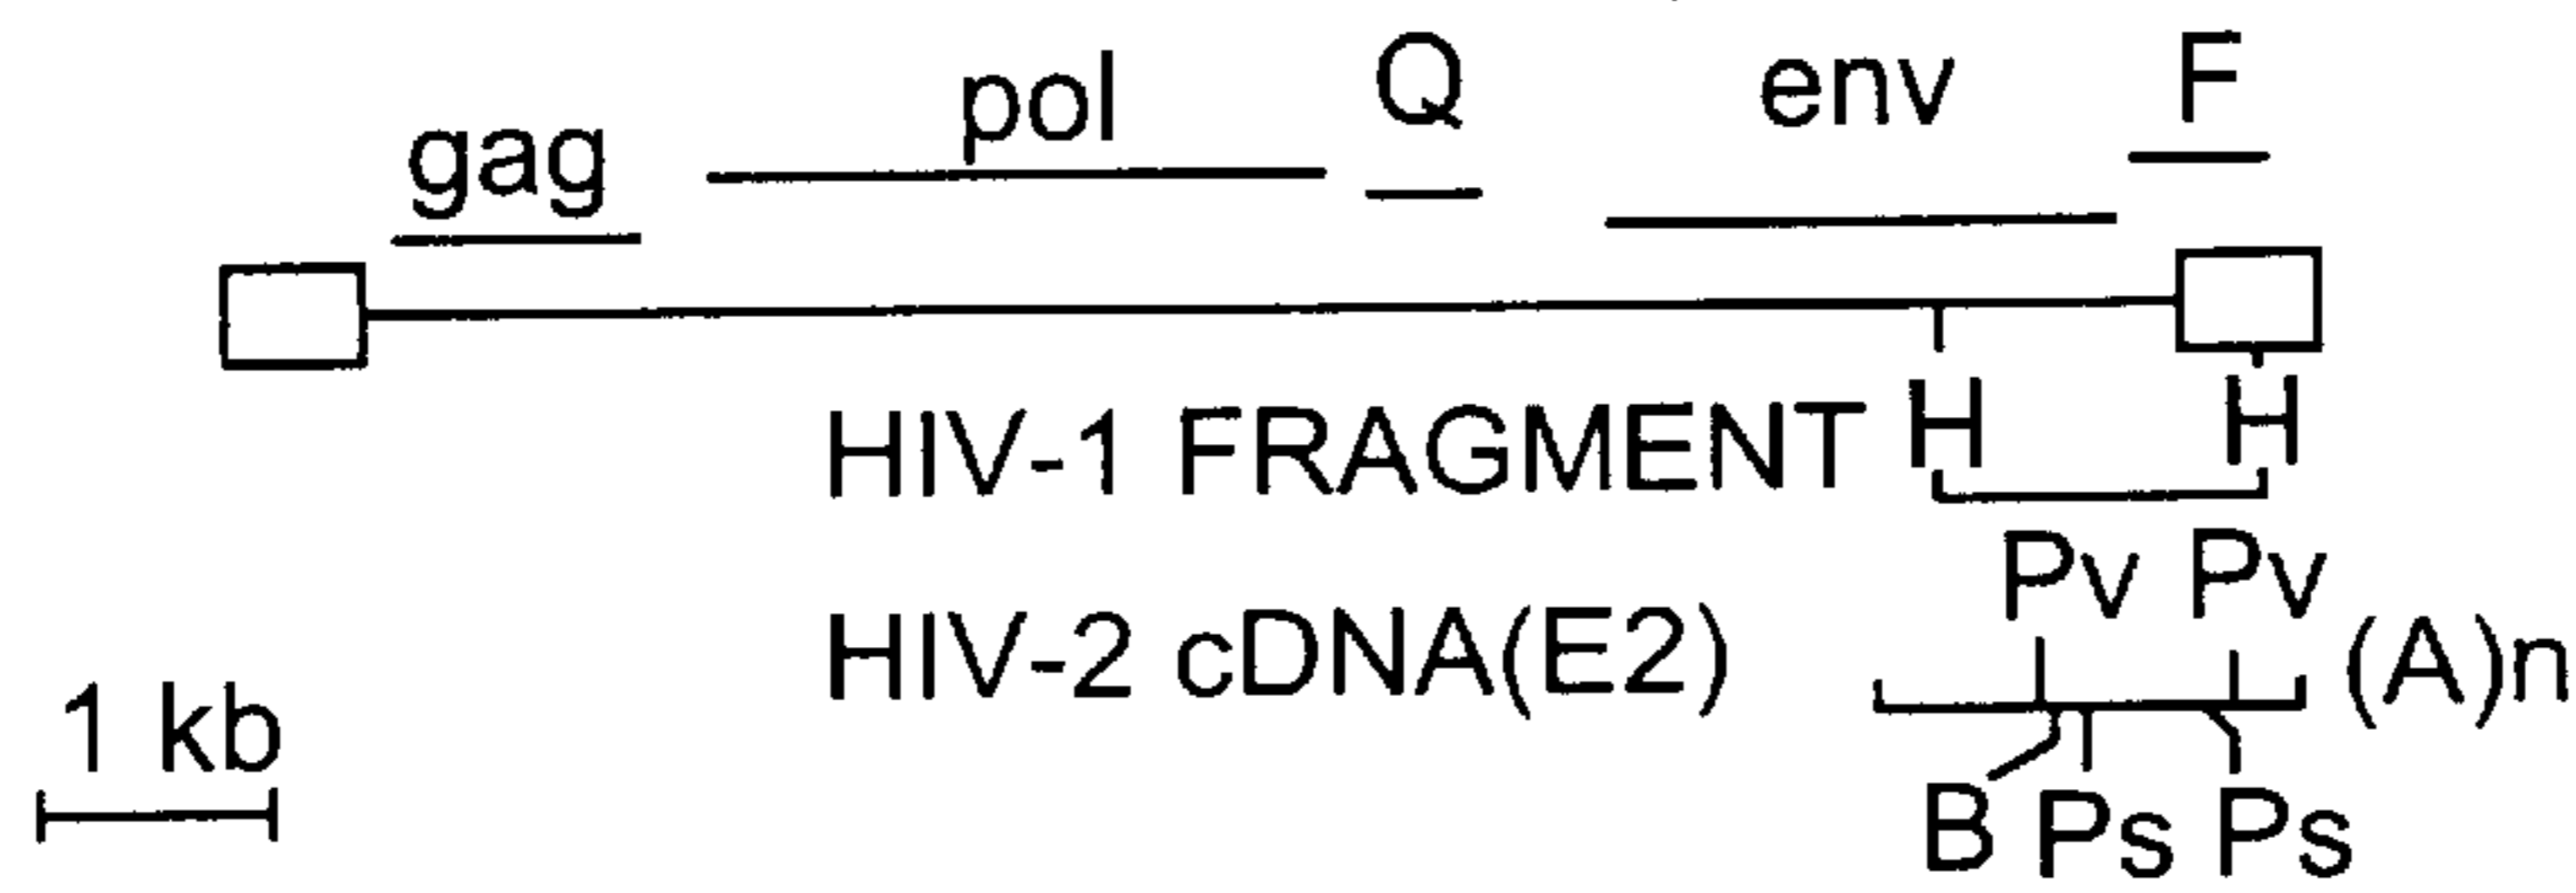 gag pol Q env F
HIV-1 FRAGMENT H H
Pv Pv
HIV-2 cDNA(E2) (A)n
1 kb
B Ps Ps